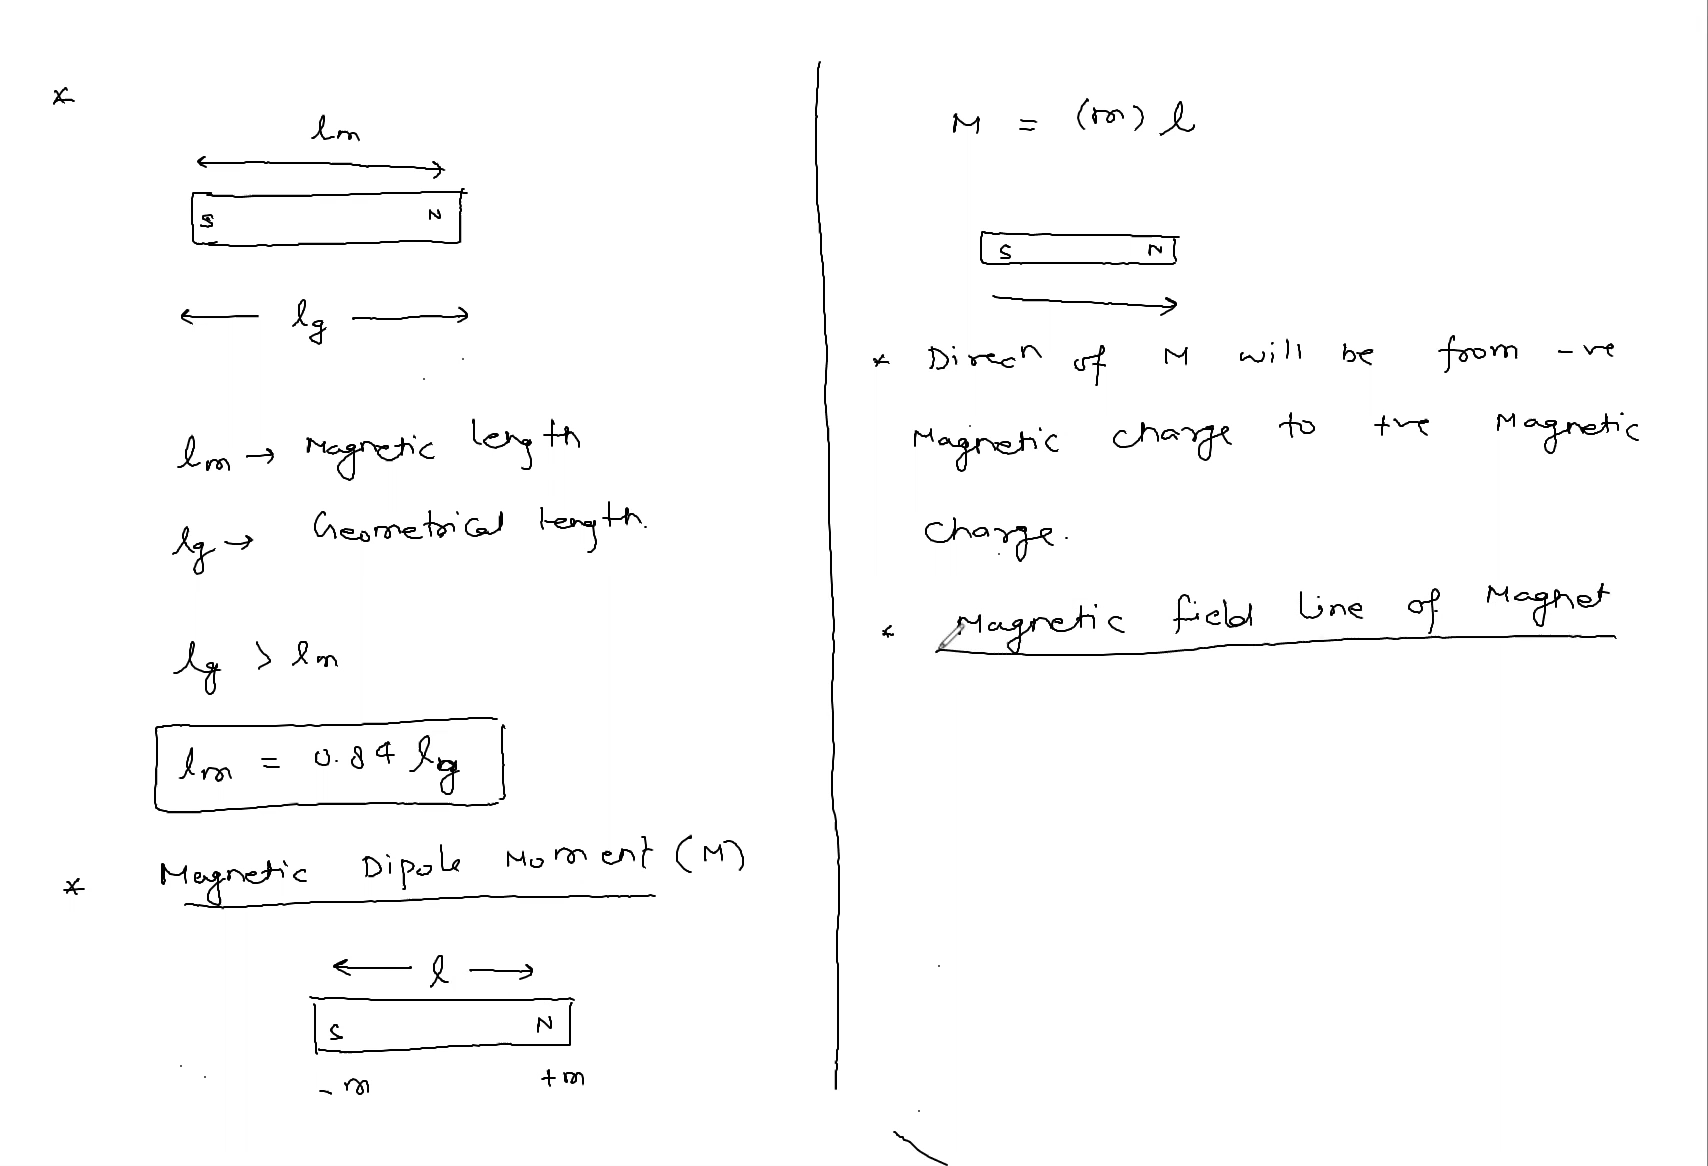 *
lm
S N
lg
lm → Magnetic length
lg → Geometrical length.
lg > lm
lm = 0.84 lg
* Magnetic Dipole Moment (M)
l
S N
-m +m
M = (m) l
S N
* Direcn of M will be from -ve
Magnetic charge to +ve Magnetic
charge.
* Magnetic field line of Magnet